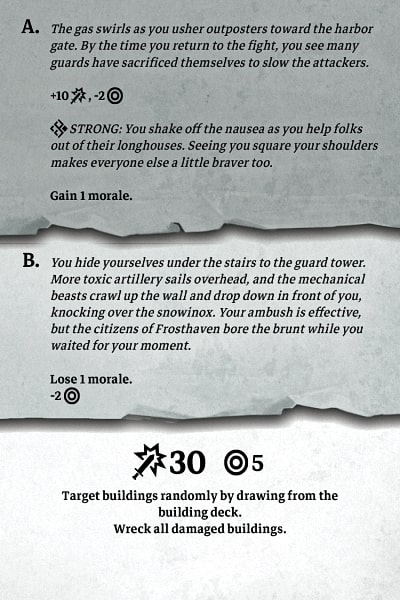 A. The gas swirls as you usher outposters toward the harbor
gate. By the time you return to the fight, you see many
guards have sacrificed themselves to slow the attackers.
+10, -2
STRONG: You shake off the nausea as you help folks
out of their longhouses. Seeing you square your shoulders
makes everyone else a little braver too.
Gain 1 morale.
B. You hide yourselves under the stairs to the guard tower.
More toxic artillery sails overhead, and the mechanical
beasts crawl up the wall and drop down in front of you,
knocking over the snowinox. Your ambush is effective,
but the citizens of Frosthaven bore the brunt while you
waited for your moment.
Lose 1 morale.
-2
30 5
Target buildings randomly by drawing from the
building deck.
Wreck all damaged buildings.